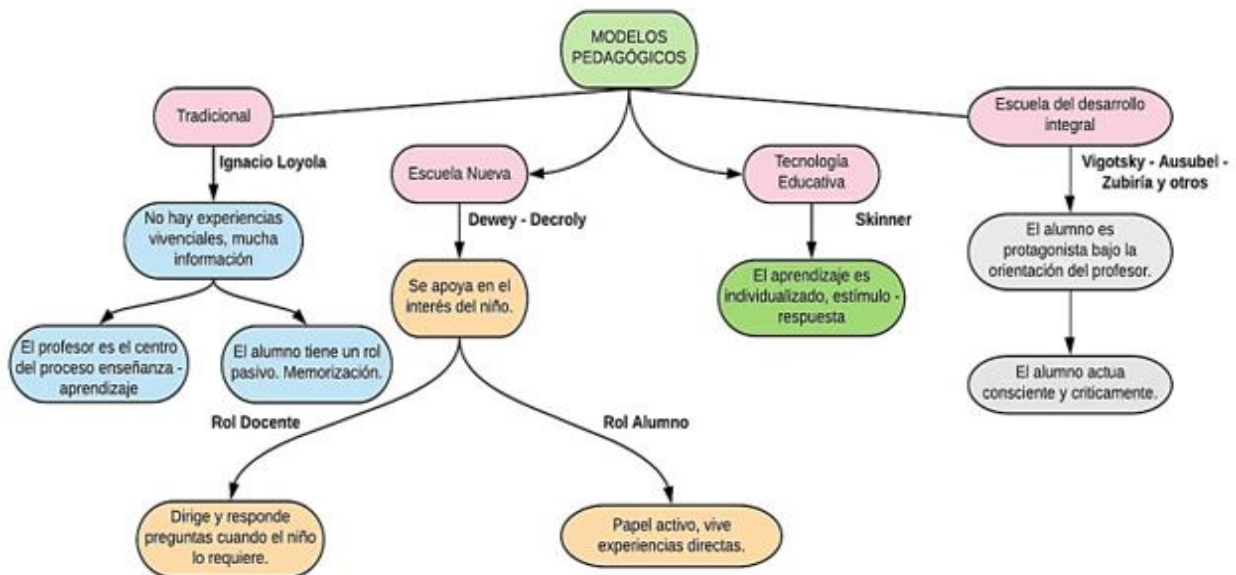 MODELOS
PEDAGÓGICOS
Tradicional
Ignacio Loyola
No hay experiencias
vivenciales, mucha
información
El profesor es el centro
del proceso enseñanza -
aprendizaje
El alumno tiene un rol
pasivo. Memorización.
Escuela Nueva
Dewey - Decroly
Se apoya en el
interés del niño.
Rol Docente
Dirige y responde
preguntas cuando el niño
lo requiere.
Rol Alumno
Papel activo, vive
experiencias directas.
Tecnología
Educativa
Skinner
El aprendizaje es
individualizado, estímulo -
respuesta
Escuela del desarrollo
integral
Vigotsky - Ausubel -
Zubiría y otros
El alumno es
protagonista bajo la
orientación del profesor.
El alumno actua
consciente y criticamente.